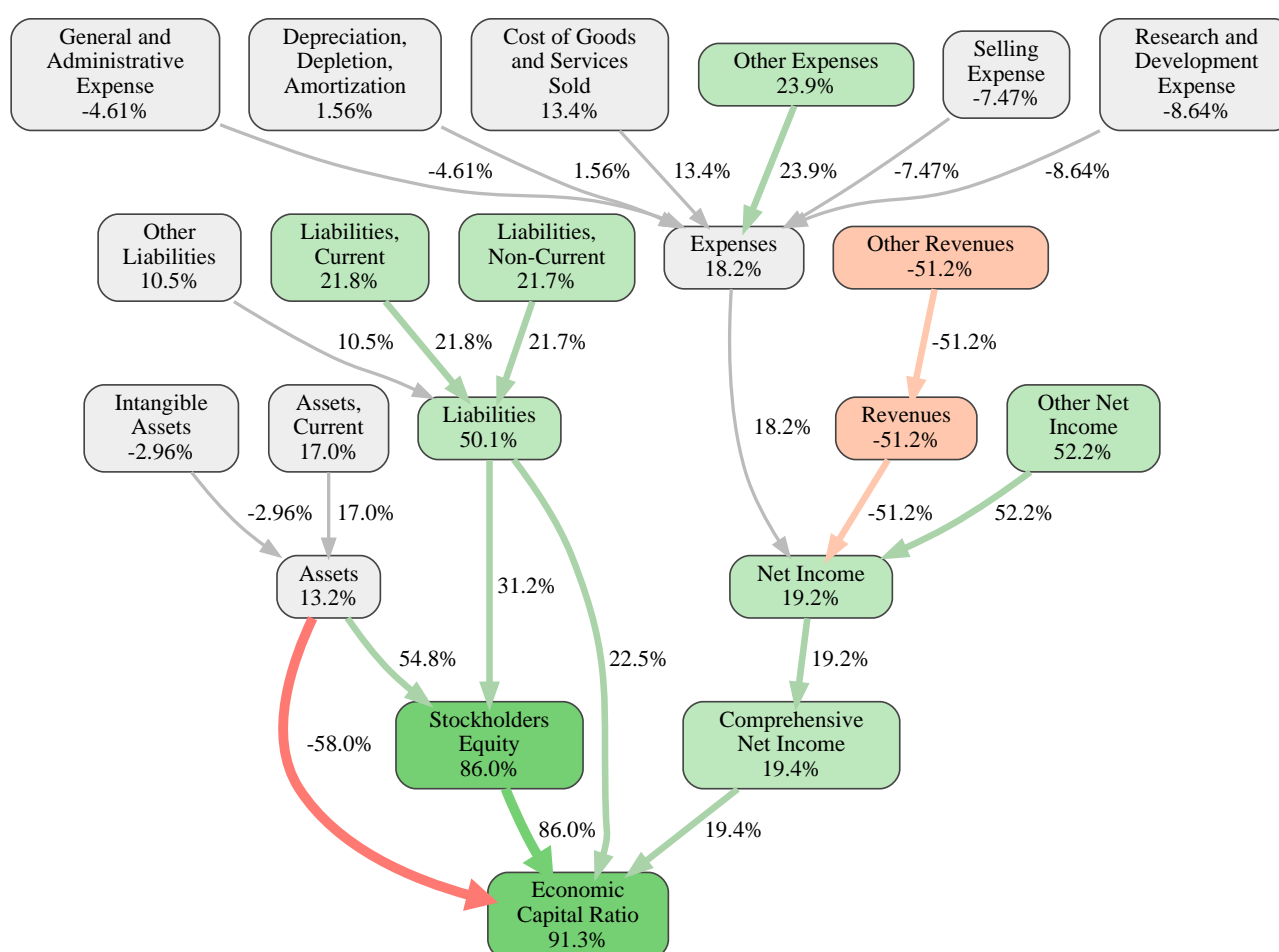 General and
Administrative
Expense
-4.61%
Depreciation,
Depletion,
Amortization
1.56%
Cost of Goods
and Services
Sold
13.4%
Other Expenses
23.9%
Selling
Expense
-7.47%
Research and
Development
Expense
-8.64%
-4.61%
1.56%
13.4%
23.9%
-7.47%
-8.64%
Other
Liabilities
10.5%
Liabilities,
Current
21.8%
Liabilities,
Non-Current
21.7%
Expenses
18.2%
Other Revenues
-51.2%
10.5%
21.8%
21.7%
-51.2%
Intangible
Assets
-2.96%
Assets,
Current
17.0%
Liabilities
50.1%
18.2%
Revenues
-51.2%
Other Net
Income
52.2%
-2.96%
17.0%
-51.2%
52.2%
Assets
13.2%
31.2%
Net Income
19.2%
54.8%
22.5%
19.2%
-58.0%
Stockholders
Equity
86.0%
Comprehensive
Net Income
19.4%
86.0%
19.4%
Economic
Capital Ratio
91.3%